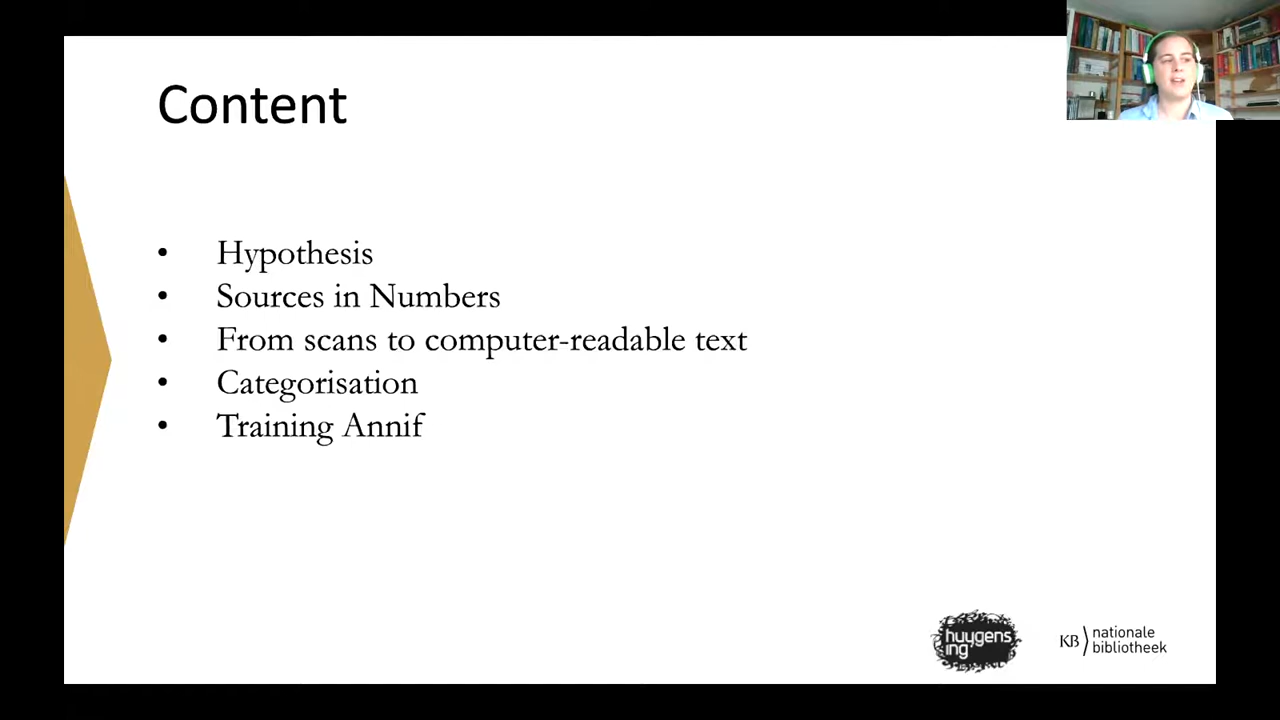 Content
• Hypothesis
• Sources in Numbers
• From scans to computer-readable text
• Categorisation
• Training Annif
huygens
ing
KB nationale
bibliotheek